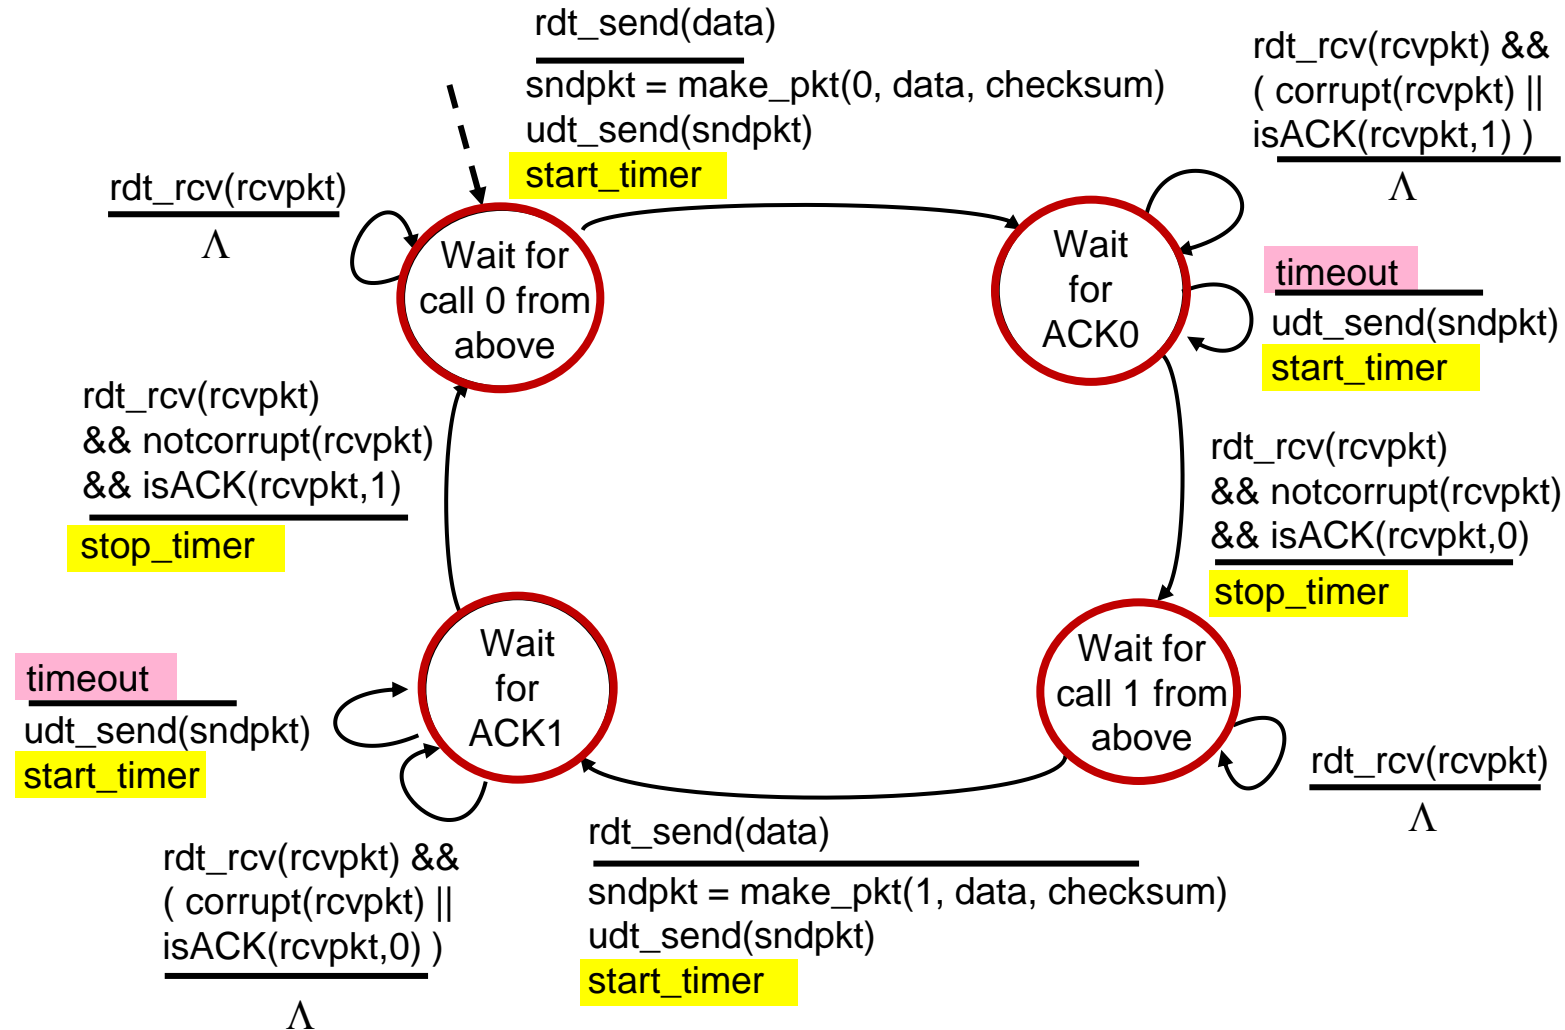 rdt_send(data)
sndpkt = make_pkt(0, data, checksum)
udt_send(sndpkt)
start_timer
rdt_rcv(rcvpkt) &&
( corrupt(rcvpkt) ||
isACK(rcvpkt,1) )
Λ
rdt_rcv(rcvpkt)
Λ
Wait for
call 0 from
above
Wait
for
ACK0
timeout
udt_send(sndpkt)
start_timer
rdt_rcv(rcvpkt)
&& notcorrupt(rcvpkt)
&& isACK(rcvpkt,1)
stop_timer
rdt_rcv(rcvpkt)
&& notcorrupt(rcvpkt)
&& isACK(rcvpkt,0)
stop_timer
Wait
for
ACK1
Wait for
call 1 from
above
timeout
udt_send(sndpkt)
start_timer
rdt_rcv(rcvpkt)
Λ
rdt_rcv(rcvpkt) &&
( corrupt(rcvpkt) ||
isACK(rcvpkt,0) )
Λ
rdt_send(data)
sndpkt = make_pkt(1, data, checksum)
udt_send(sndpkt)
start_timer